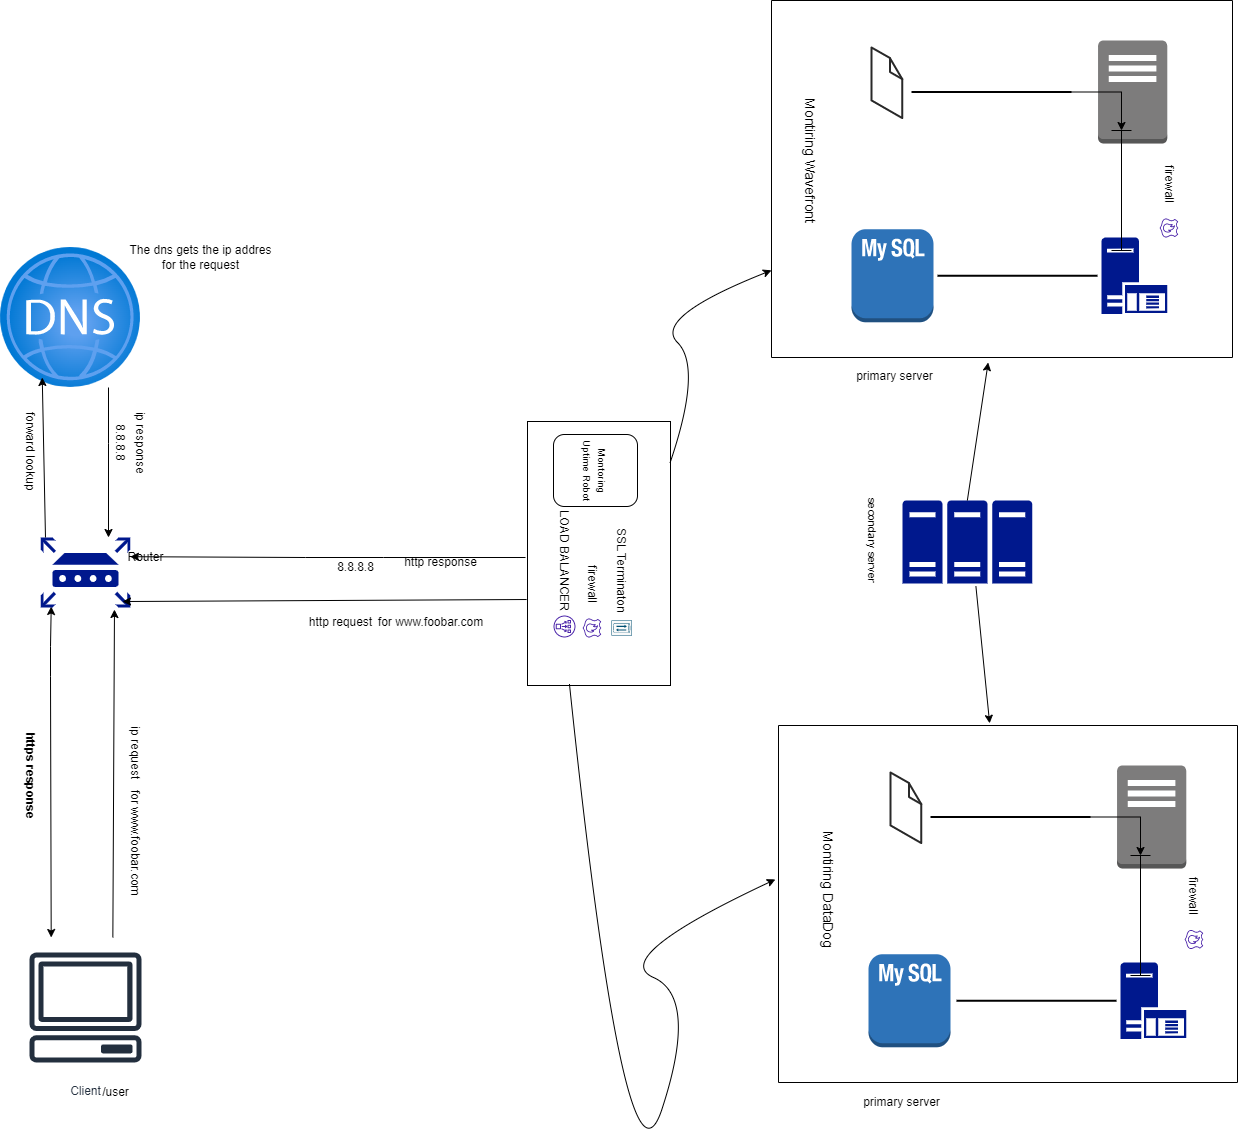 Montiring Wavefront
firewall
My SQL
primary server
The dns gets the ip addres
for the request
DNS
forward lookup
ip response
8.8.8.8
Router
8.8.8.8
http response
http request  for www.foobar.com
Montoring
Uptime Robot
LOAD BALANCER
firewall
SSL Terminaton
secondary server
https response
ip request  for www.foobar.com
Client/user
Montiring DataDog
firewall
My SQL
primary server